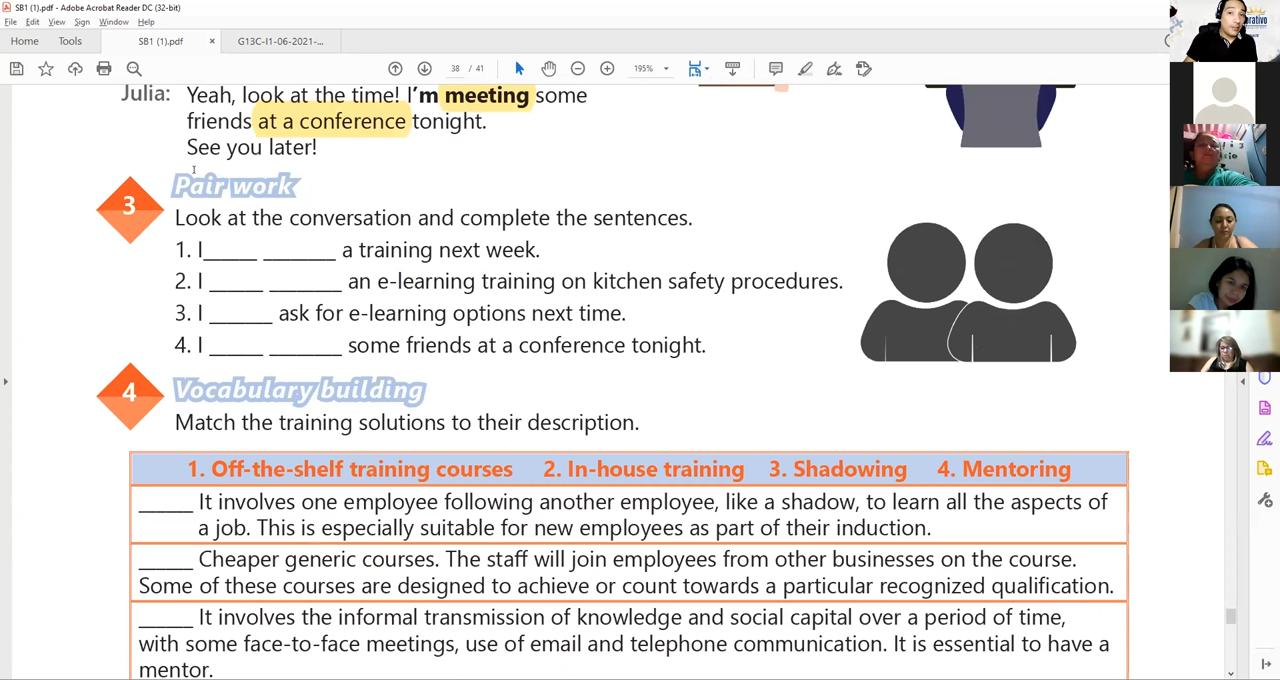 SB1 (1).pdf - Adobe Acrobat Reader DC (32-bit)
File Edit View Sign Window Help
Home Tools SB1 (1).pdf × G13C-I1-06-2021-...
38 / 41 195%
Julia: Yeah, look at the time! I'm meeting some
friends at a conference tonight.
See you later!
3 Pair work
Look at the conversation and complete the sentences.
1. I______ ________ a training next week.
2. I ______ ________ an e-learning training on kitchen safety procedures.
3. I _______ ask for e-learning options next time.
4. I ______ ________ some friends at a conference tonight.
4 Vocabulary building
Match the training solutions to their description.
1. Off-the-shelf training courses 2. In-house training 3. Shadowing 4. Mentoring
______ It involves one employee following another employee, like a shadow, to learn all the aspects of
a job. This is especially suitable for new employees as part of their induction.
______ Cheaper generic courses. The staff will join employees from other businesses on the course.
Some of these courses are designed to achieve or count towards a particular recognized qualification.
______ It involves the informal transmission of knowledge and social capital over a period of time,
with some face-to-face meetings, use of email and telephone communication. It is essential to have a
mentor.